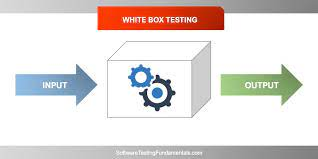 WHITE BOX TESTING
INPUT
OUTPUT
SoftwareTestingFundamentals.com